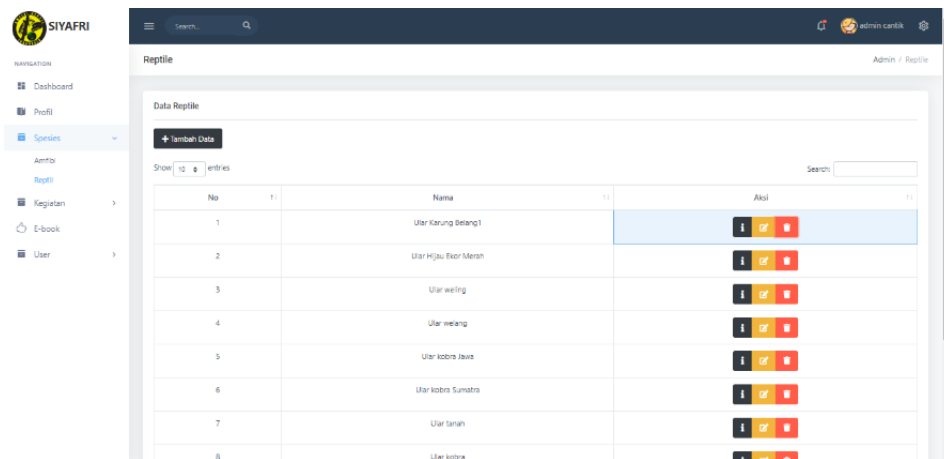 SIYAFRI
Search..
admin cantik
NAVIGATION
Dashboard
Profil
Spesies
Amfibi
Reptil
Kegiatan
E-book
User
Reptile
Admin / Reptile
Data Reptile
+ Tambah Data
Show 10 entries
Search:
No Nama Aksi
1 Ular Karung Belang1
2 Ular Hijau Ekor Merah
3 Ular weling
4 Ular welang
5 Ular kobra Jawa
6 Ular kobra Sumatra
7 Ular tanah
8 Ular kobra